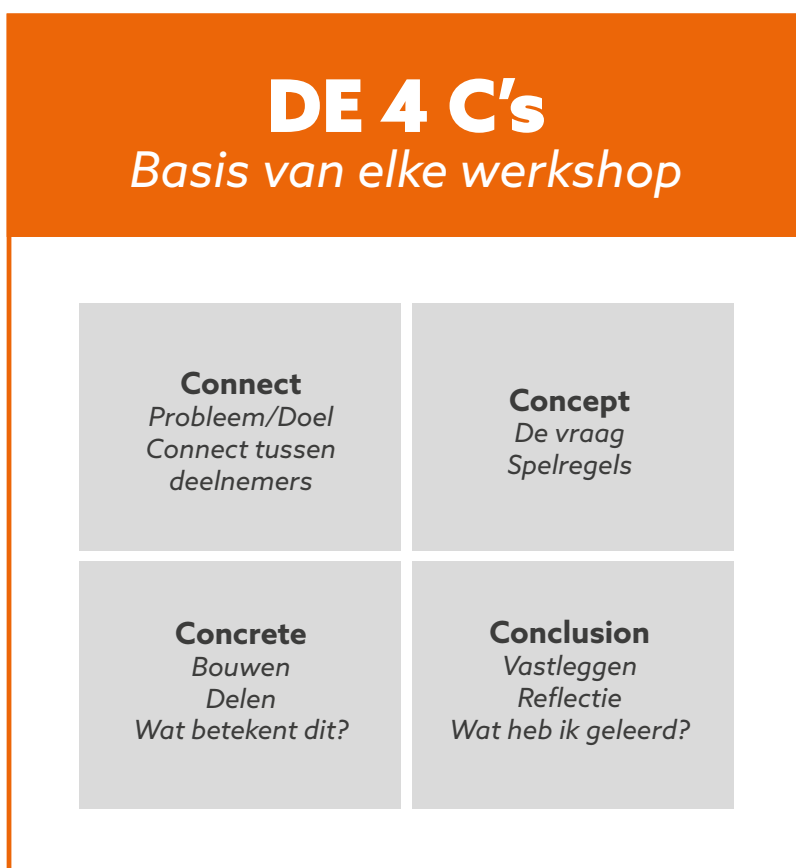 DE 4 C's
Basis van elke werkshop
Connect
Probleem/Doel
Connect tussen
deelnemers
Concept
De vraag
Spelregels
Concrete
Bouwen
Delen
Wat betekent dit?
Conclusion
Vastleggen
Reflectie
Wat heb ik geleerd?